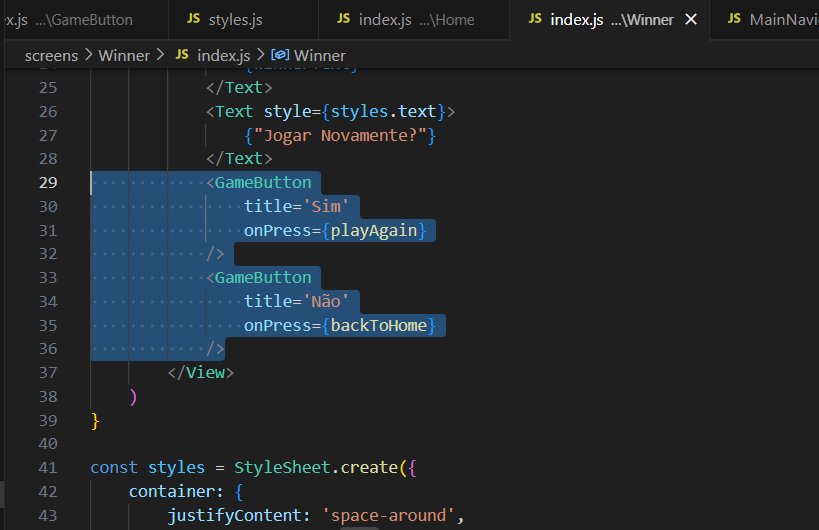 ex.js ...\GameButton JS styles.js JS index.js ...\Home JS index.js ...\Winner × JS MainNavi
screens > Winner > JS index.js > Winner
25 </Text>
26 <Text style={styles.text}>
27 {"Jogar Novamente?"}
28 </Text>
29 <GameButton
30 title='Sim'
31 onPress={playAgain}
32 />
33 <GameButton
34 title='Não'
35 onPress={backToHome}
36 />
37 </View>
38 )
39 }
40
41 const styles = StyleSheet.create({
42 container: {
43 justifyContent: 'space-around',